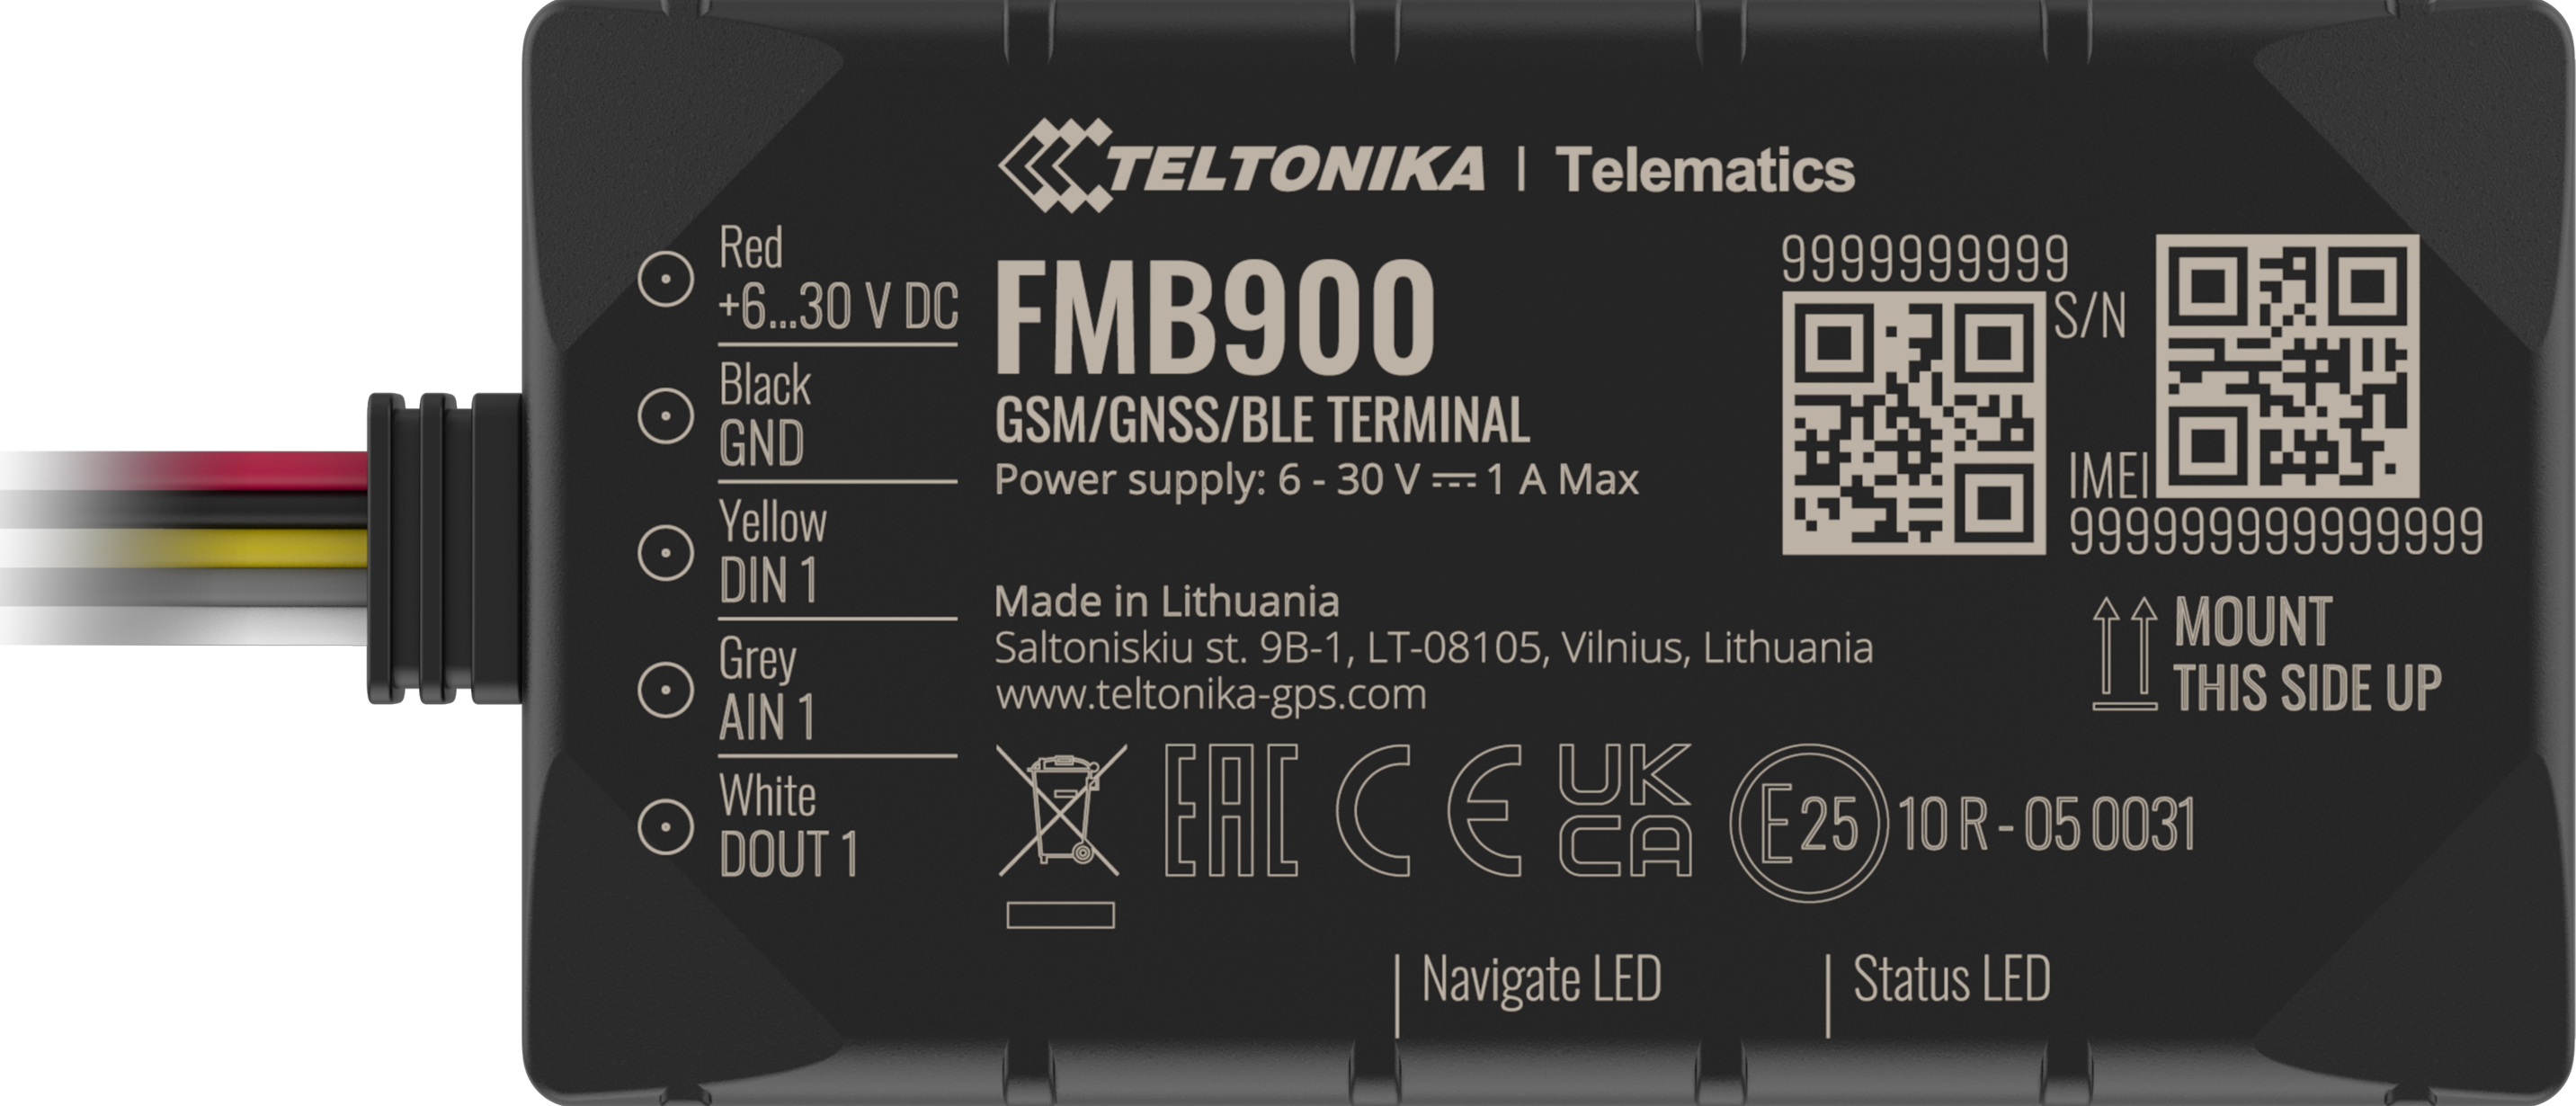 TELTONIKA | Telematics
Red
+6...30 V DC
Black
GND
Yellow
DIN 1
Grey
AIN 1
White
DOUT 1
FMB900
GSM/GNSS/BLE TERMINAL
Power supply: 6 - 30 V ⎓ 1 A Max
Made in Lithuania
Saltoniskiu st. 9B-1, LT-08105, Vilnius, Lithuania
www.teltonika-gps.com
9999999999
S/N
IMEI
999999999999999
MOUNT
THIS SIDE UP
EAC CE UK
CA
E25 10 R - 05 0031
Navigate LED
Status LED